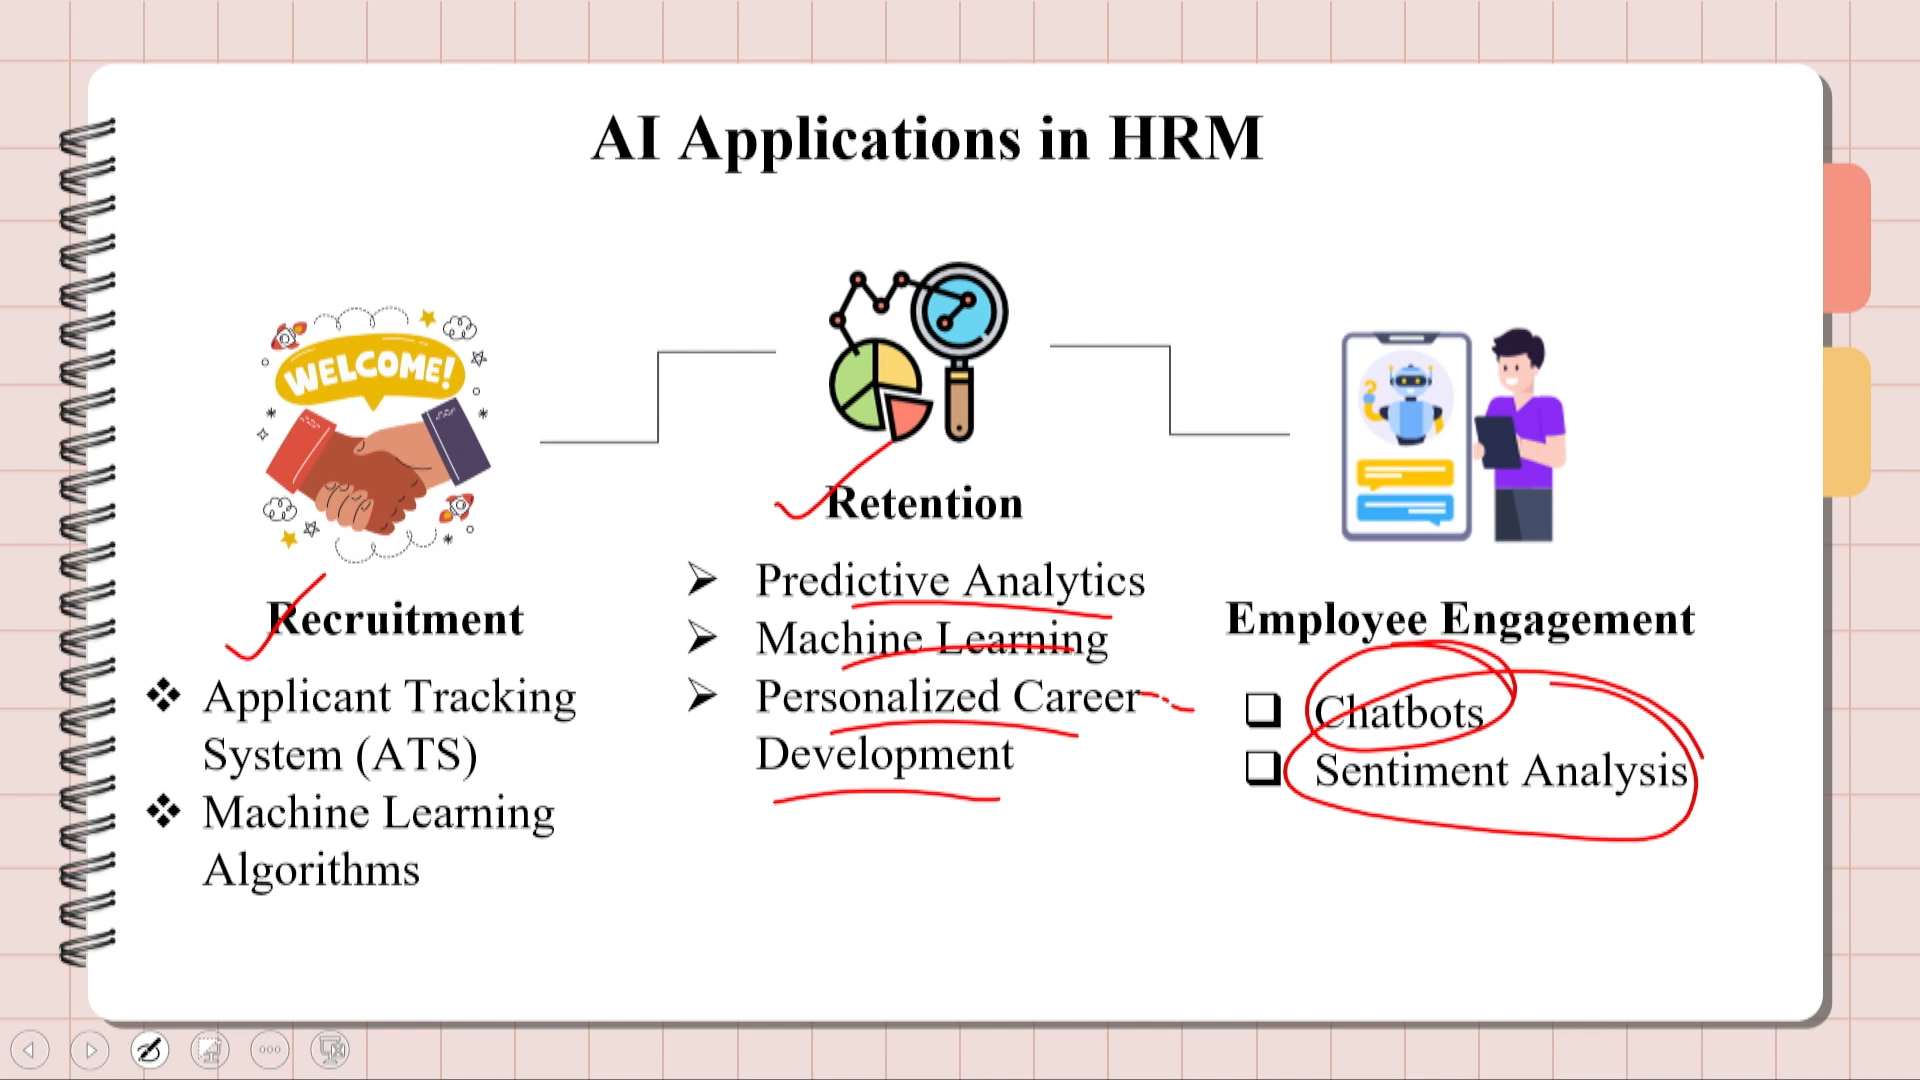 AI Applications in HRM
WELCOME!
Recruitment
Applicant Tracking
System (ATS)
Machine Learning
Algorithms
Retention
Predictive Analytics
Machine Learning
Personalized Career
Development
Employee Engagement
Chatbots
Sentiment Analysis